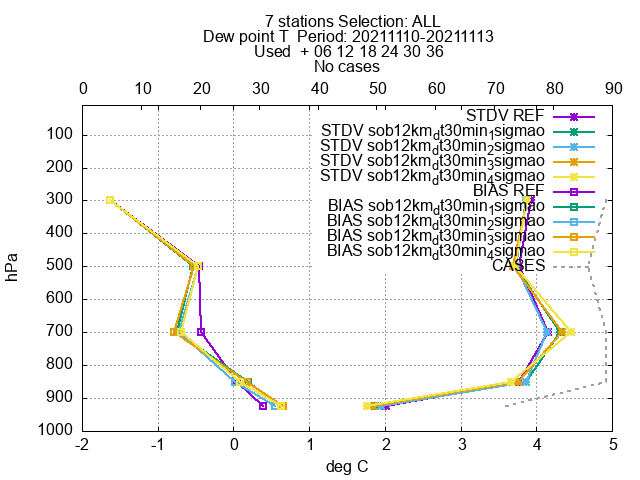 7 stations Selection: ALL
Dew point T  Period: 20211110-20211113
Used  + 06 12 18 24 30 36
No cases
0 10 20 30 40 50 60 70 80 90
STDV REF
STDV sob12km_dt30min_1sigmao
STDV sob12km_dt30min_2sigmao
STDV sob12km_dt30min_3sigmao
STDV sob12km_dt30min_4sigmao
BIAS REF
BIAS sob12km_dt30min_1sigmao
BIAS sob12km_dt30min_2sigmao
BIAS sob12km_dt30min_3sigmao
BIAS sob12km_dt30min_4sigmao
CASES
hPa
100
200
300
400
500
600
700
800
900
1000
-2 -1 0 1 2 3 4 5
deg C